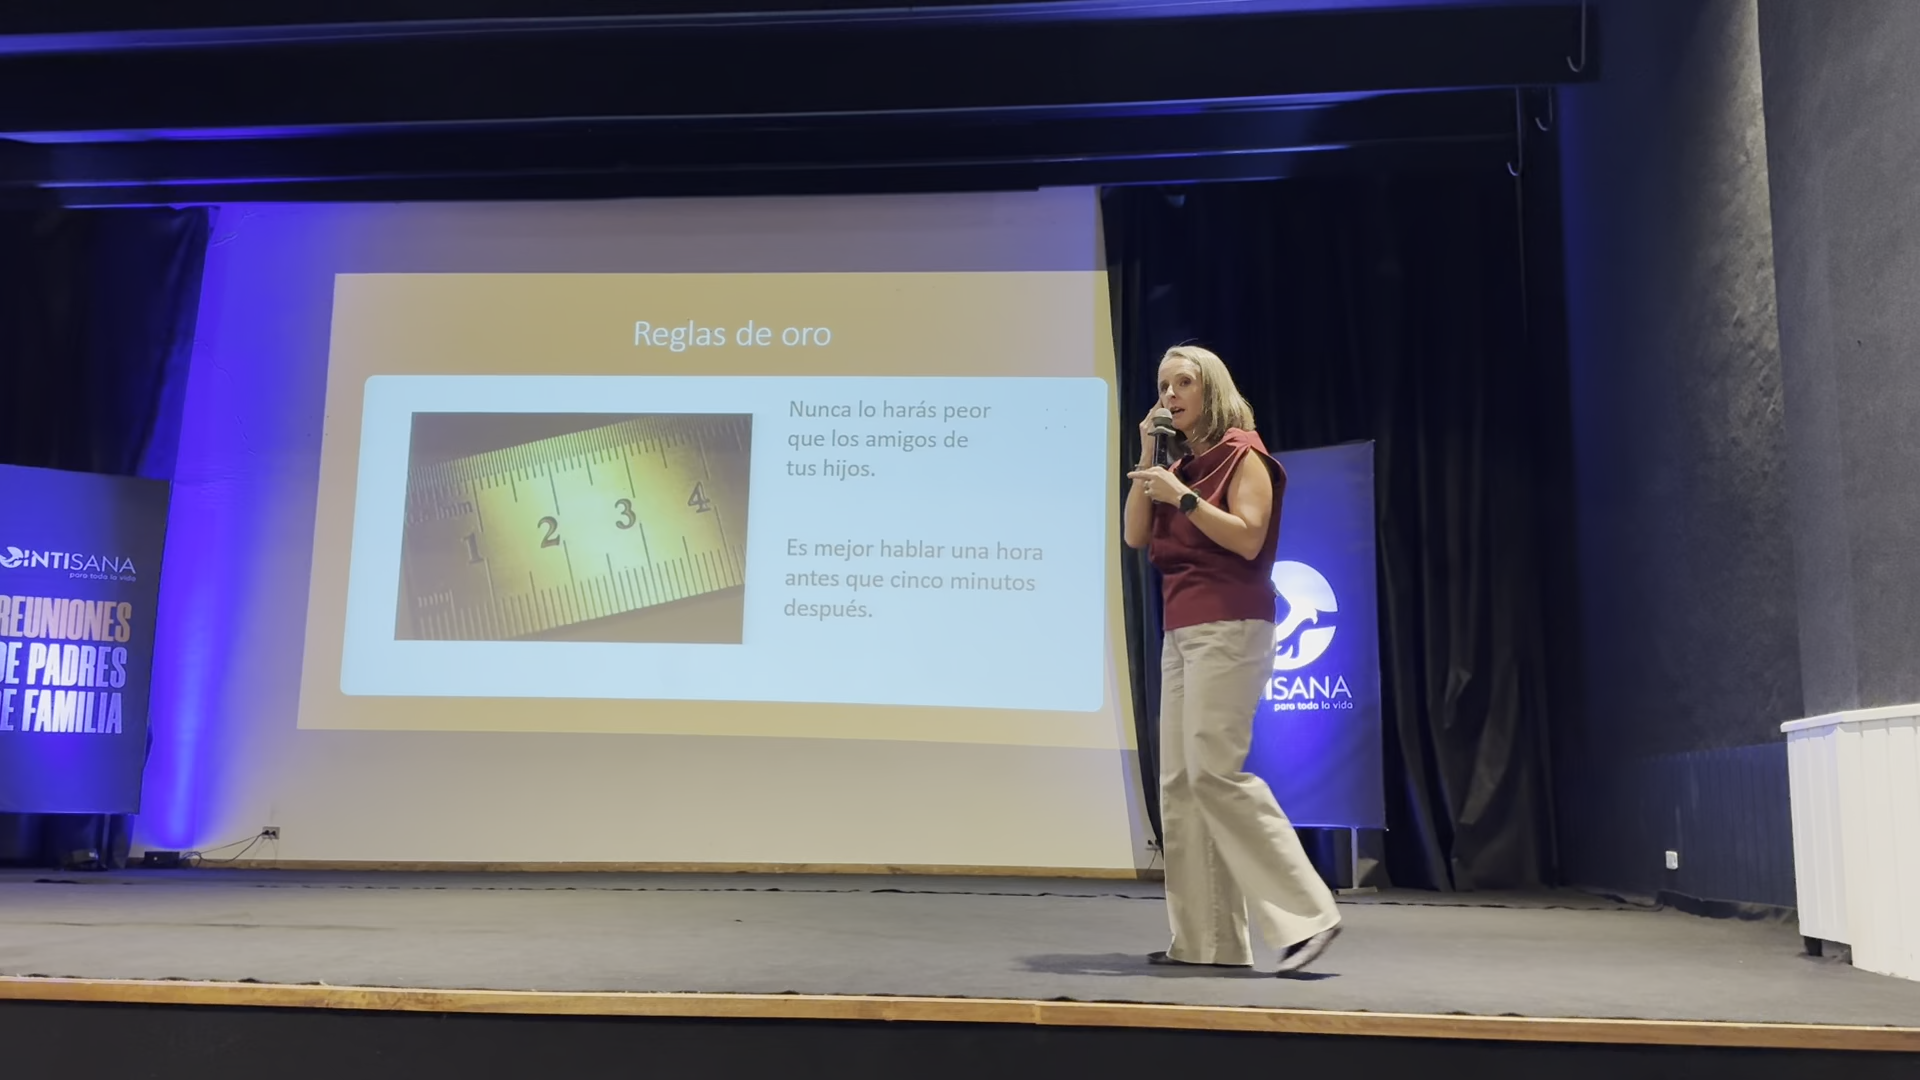 Reglas de oro
Nunca lo harás peor
que los amigos de
tus hijos.
Es mejor hablar una hora
antes que cinco minutos
después.
1 2 3 4
mm
INTISANA
para toda la vida
REUNIONES
DE PADRES
DE FAMILIA
ISANA
para toda la vida